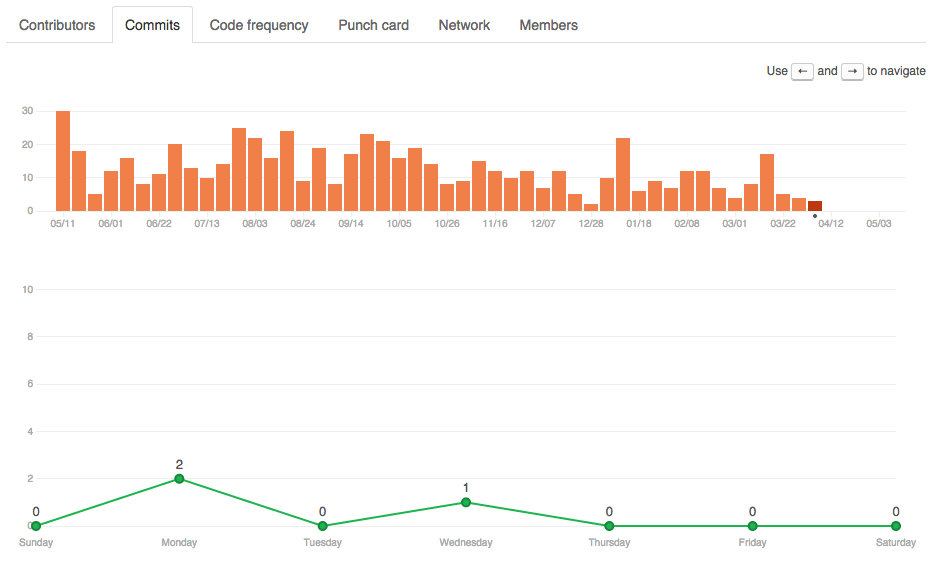 Contributors Commits Code frequency Punch card Network Members
Use ← and → to navigate
30
20
10
0
05/11 06/01 06/22 07/13 08/03 08/24 09/14 10/05 10/26 11/16 12/07 12/28 01/18 02/08 03/01 03/22 04/12 05/03
10
8
6
4
2
2
1
0 0 0 0 0 0
Sunday Monday Tuesday Wednesday Thursday Friday Saturday